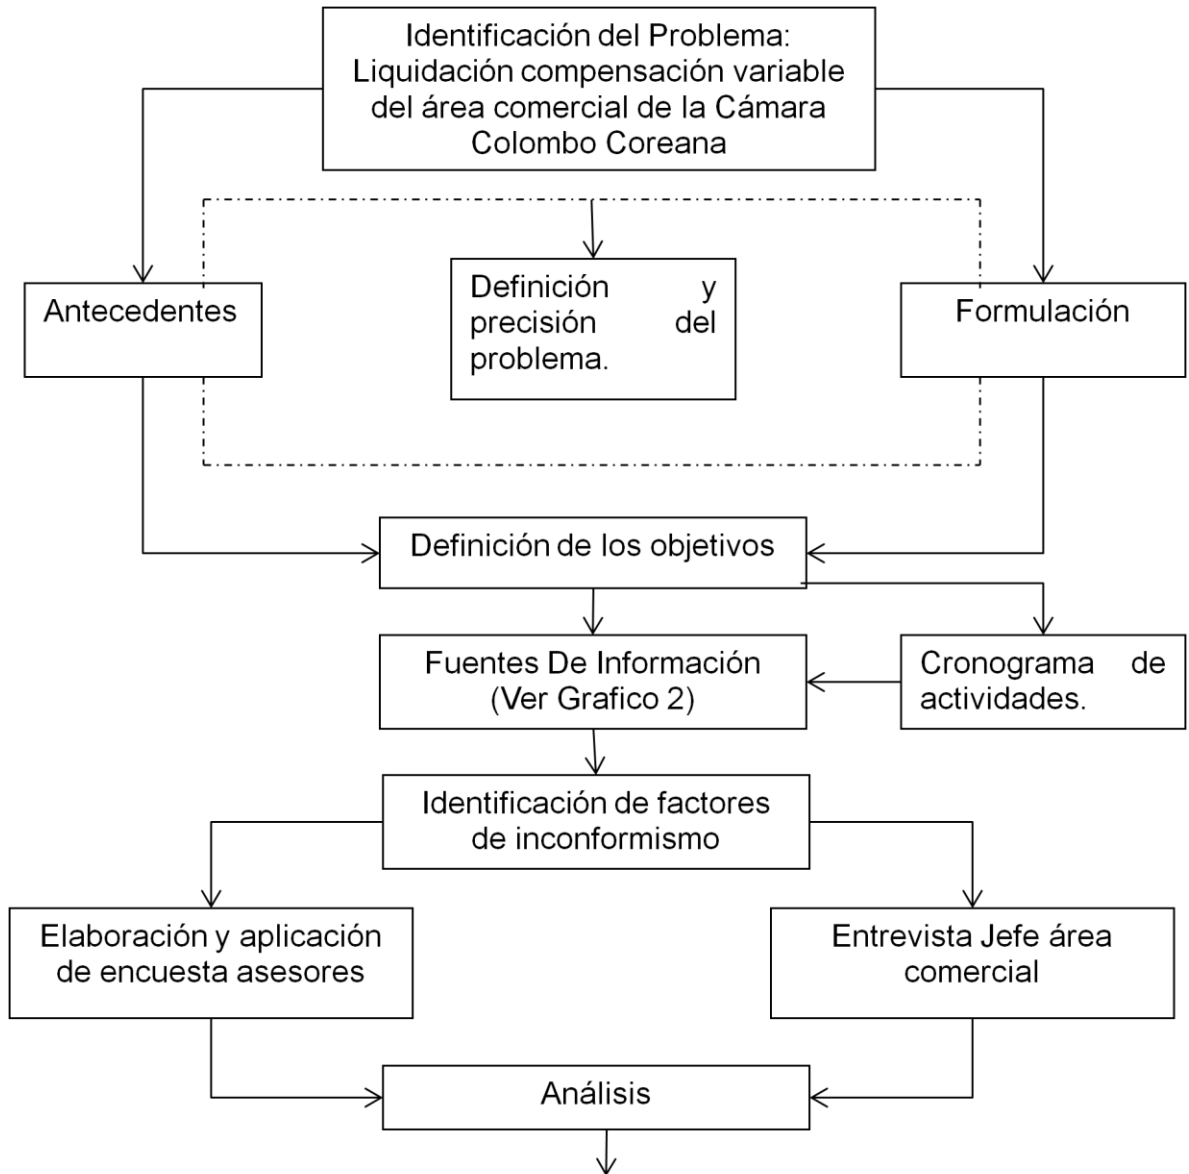 Identificación del Problema:
Liquidación compensación variable
del área comercial de la Cámara
Colombo Coreana
Antecedentes
Definición y
precisión del
problema.
Formulación
Definición de los objetivos
Fuentes De Información
(Ver Grafico 2)
Cronograma de
actividades.
Identificación de factores
de inconformismo
Elaboración y aplicación
de encuesta asesores
Entrevista Jefe área
comercial
Análisis